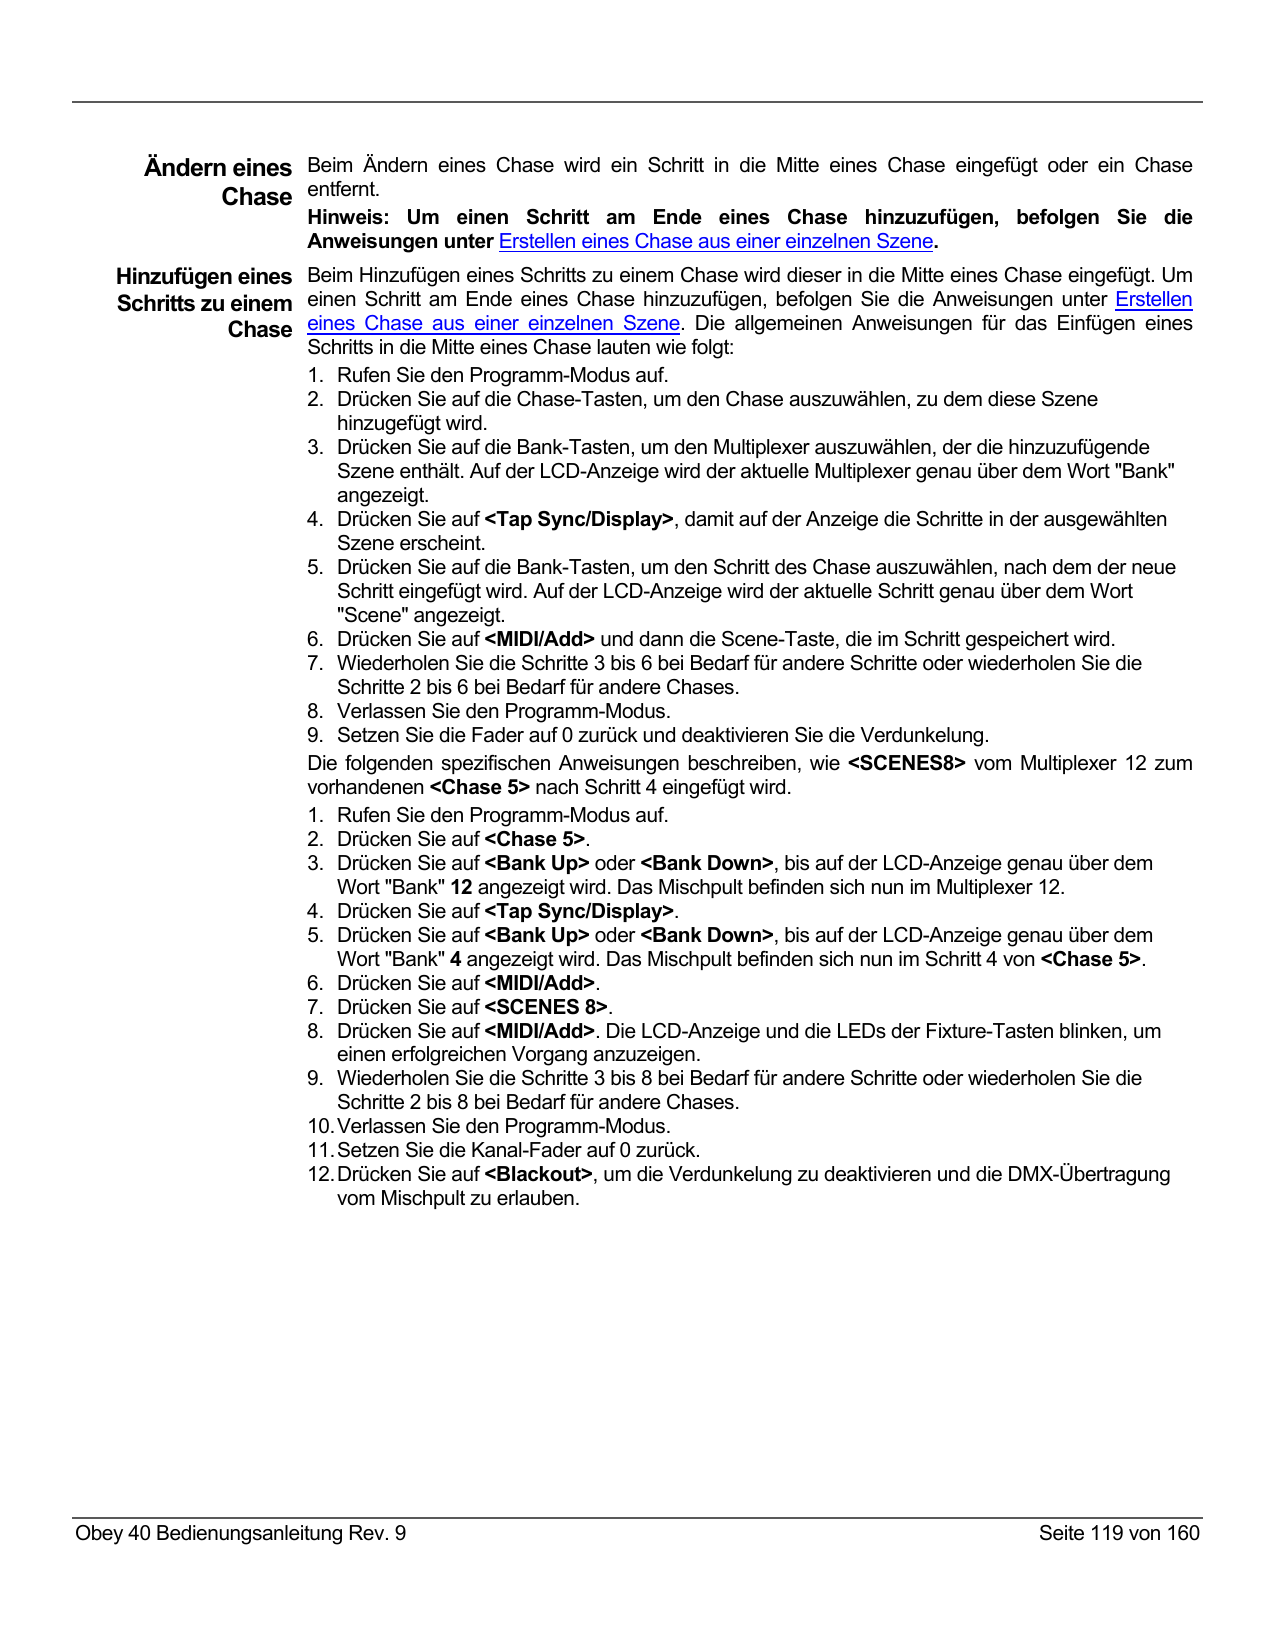 Ändern eines
Chase
Beim Ändern eines Chase wird ein Schritt in die Mitte eines Chase eingefügt oder ein Chase
entfernt.
Hinweis: Um einen Schritt am Ende eines Chase hinzuzufügen, befolgen Sie die
Anweisungen unter Erstellen eines Chase aus einer einzelnen Szene.
Hinzufügen eines
Schritts zu einem
Chase
Beim Hinzufügen eines Schritts zu einem Chase wird dieser in die Mitte eines Chase eingefügt. Um
einen Schritt am Ende eines Chase hinzuzufügen, befolgen Sie die Anweisungen unter Erstellen
eines Chase aus einer einzelnen Szene. Die allgemeinen Anweisungen für das Einfügen eines
Schritts in die Mitte eines Chase lauten wie folgt:
1. Rufen Sie den Programm-Modus auf.
2. Drücken Sie auf die Chase-Tasten, um den Chase auszuwählen, zu dem diese Szene
hinzugefügt wird.
3. Drücken Sie auf die Bank-Tasten, um den Multiplexer auszuwählen, der die hinzuzufügende
Szene enthält. Auf der LCD-Anzeige wird der aktuelle Multiplexer genau über dem Wort "Bank"
angezeigt.
4. Drücken Sie auf <Tap Sync/Display>, damit auf der Anzeige die Schritte in der ausgewählten
Szene erscheint.
5. Drücken Sie auf die Bank-Tasten, um den Schritt des Chase auszuwählen, nach dem der neue
Schritt eingefügt wird. Auf der LCD-Anzeige wird der aktuelle Schritt genau über dem Wort
"Scene" angezeigt.
6. Drücken Sie auf <MIDI/Add> und dann die Scene-Taste, die im Schritt gespeichert wird.
7. Wiederholen Sie die Schritte 3 bis 6 bei Bedarf für andere Schritte oder wiederholen Sie die
Schritte 2 bis 6 bei Bedarf für andere Chases.
8. Verlassen Sie den Programm-Modus.
9. Setzen Sie die Fader auf 0 zurück und deaktivieren Sie die Verdunkelung.
Die folgenden spezifischen Anweisungen beschreiben, wie <SCENES8> vom Multiplexer 12 zum
vorhandenen <Chase 5> nach Schritt 4 eingefügt wird.
1. Rufen Sie den Programm-Modus auf.
2. Drücken Sie auf <Chase 5>.
3. Drücken Sie auf <Bank Up> oder <Bank Down>, bis auf der LCD-Anzeige genau über dem
Wort "Bank" 12 angezeigt wird. Das Mischpult befinden sich nun im Multiplexer 12.
4. Drücken Sie auf <Tap Sync/Display>.
5. Drücken Sie auf <Bank Up> oder <Bank Down>, bis auf der LCD-Anzeige genau über dem
Wort "Bank" 4 angezeigt wird. Das Mischpult befinden sich nun im Schritt 4 von <Chase 5>.
6. Drücken Sie auf <MIDI/Add>.
7. Drücken Sie auf <SCENES 8>.
8. Drücken Sie auf <MIDI/Add>. Die LCD-Anzeige und die LEDs der Fixture-Tasten blinken, um
einen erfolgreichen Vorgang anzuzeigen.
9. Wiederholen Sie die Schritte 3 bis 8 bei Bedarf für andere Schritte oder wiederholen Sie die
Schritte 2 bis 8 bei Bedarf für andere Chases.
10. Verlassen Sie den Programm-Modus.
11. Setzen Sie die Kanal-Fader auf 0 zurück.
12. Drücken Sie auf <Blackout>, um die Verdunkelung zu deaktivieren und die DMX-Übertragung
vom Mischpult zu erlauben.
Obey 40 Bedienungsanleitung Rev. 9
Seite 119 von 160